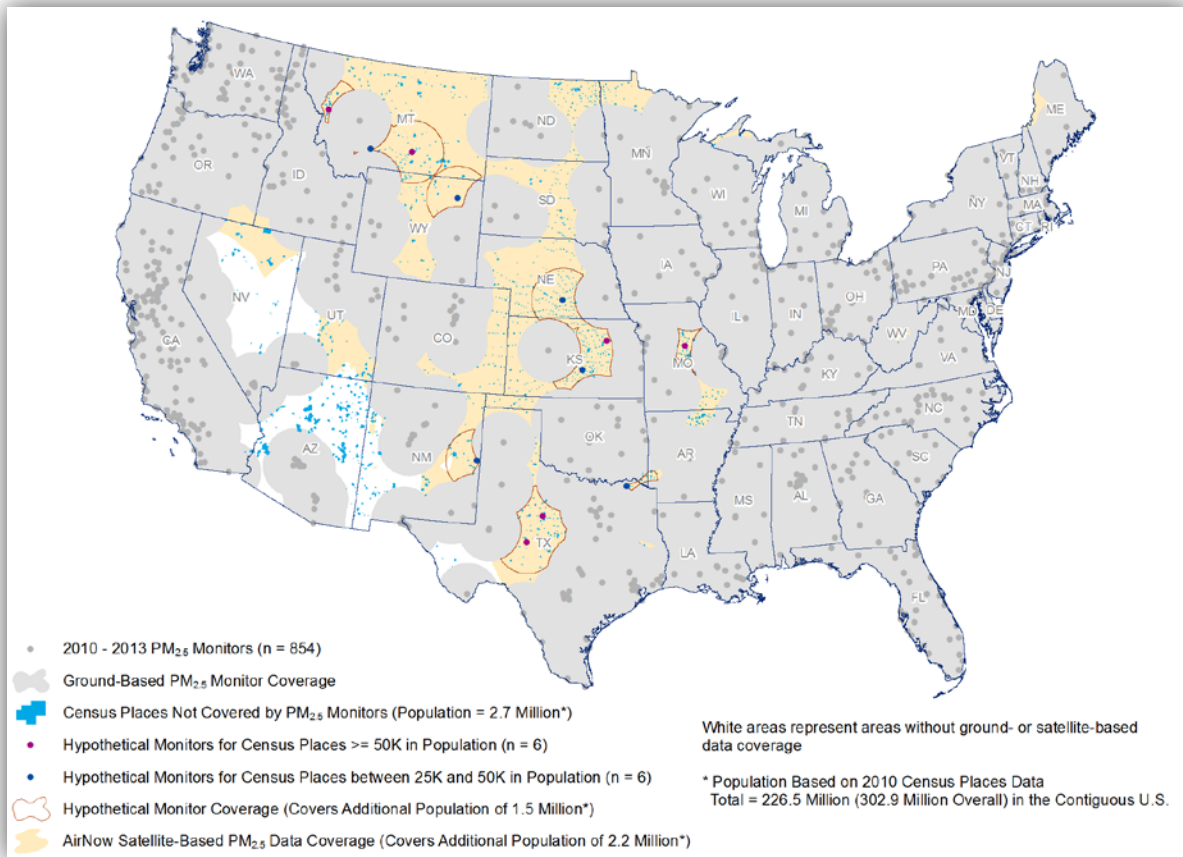 WA
ME
MT
ND
MN
OR
VT
ID
NH
WI
SD
NY
MA
MI
CT
RI
WY
IA
PA
NE
NJ
NV
OH
IL
IN
MD
DE
UT
WV
CO
CA
VA
KS
MO
KY
NC
TN
OK
AZ
NM
AR
SC
MS
AL
GA
TX
LA
FL
2010 - 2013 PM2.5 Monitors (n = 854)
Ground-Based PM2.5 Monitor Coverage
Census Places Not Covered by PM2.5 Monitors (Population = 2.7 Million*)
Hypothetical Monitors for Census Places >= 50K in Population (n = 6)
Hypothetical Monitors for Census Places between 25K and 50K in Population (n = 6)
Hypothetical Monitor Coverage (Covers Additional Population of 1.5 Million*)
AirNow Satellite-Based PM2.5 Data Coverage (Covers Additional Population of 2.2 Million*)
White areas represent areas without ground- or satellite-based
data coverage
* Population Based on 2010 Census Places Data
Total = 226.5 Million (302.9 Million Overall) in the Contiguous U.S.